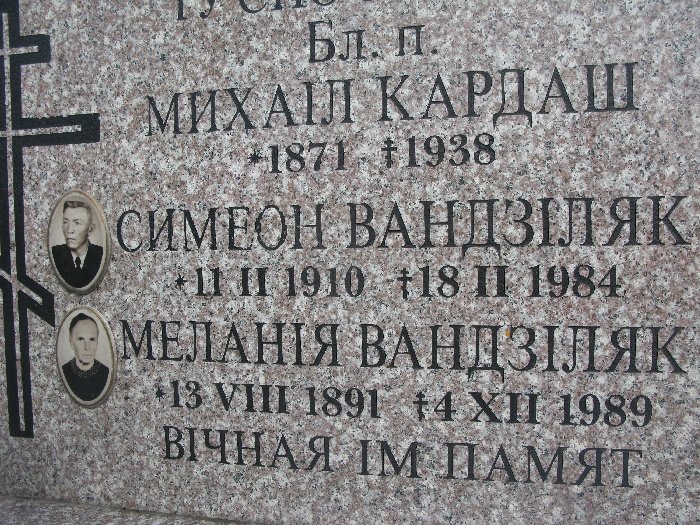 Бл. п.
МИХАІЛ КАРДАШ
*1871 ‡1938
СИМЕОН ВАНДЗІЛЯК
*11 II 1910 ‡18 II 1984
МЕЛАНІЯ ВАНДЗІЛЯК
*13 VIII 1891 ‡4 XII 1989
ВІЧНАЯ ІМ ПАМЯТ